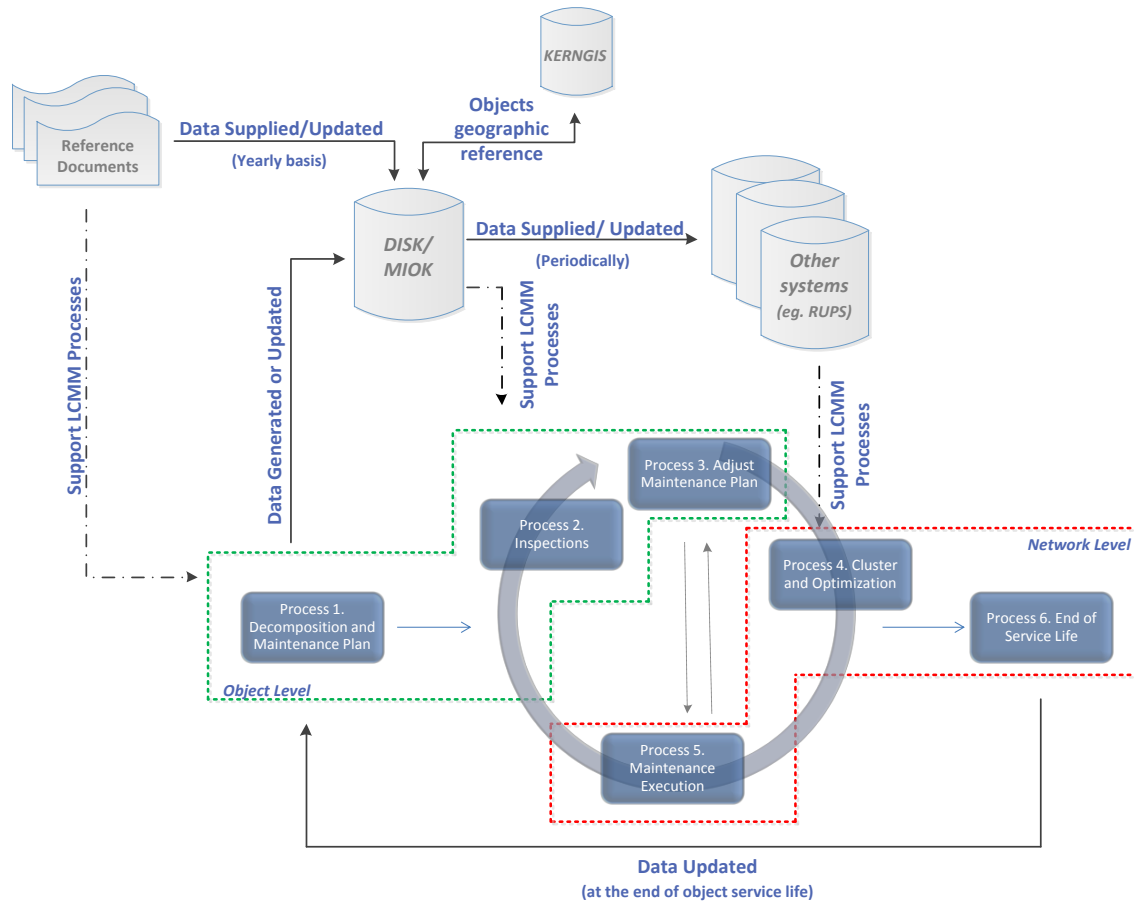 KERNGIS
Reference
Documents
Data Supplied/Updated
(Yearly basis)
Objects
geographic
reference
DISK/
MIOK
Data Supplied/ Updated
(Periodically)
Other
systems
(eg. RUPS)
Support LCMM Processes
Data Generated or Updated
Support LCMM
Processes
Support LCMM
Processes
Process 3. Adjust
Maintenance Plan
Process 2.
Inspections
Network Level
Process 4. Cluster
and Optimization
Process 1.
Decomposition and
Maintenance Plan
Process 6. End of
Service Life
Object Level
Process 5.
Maintenance
Execution
Data Updated
(at the end of object service life)